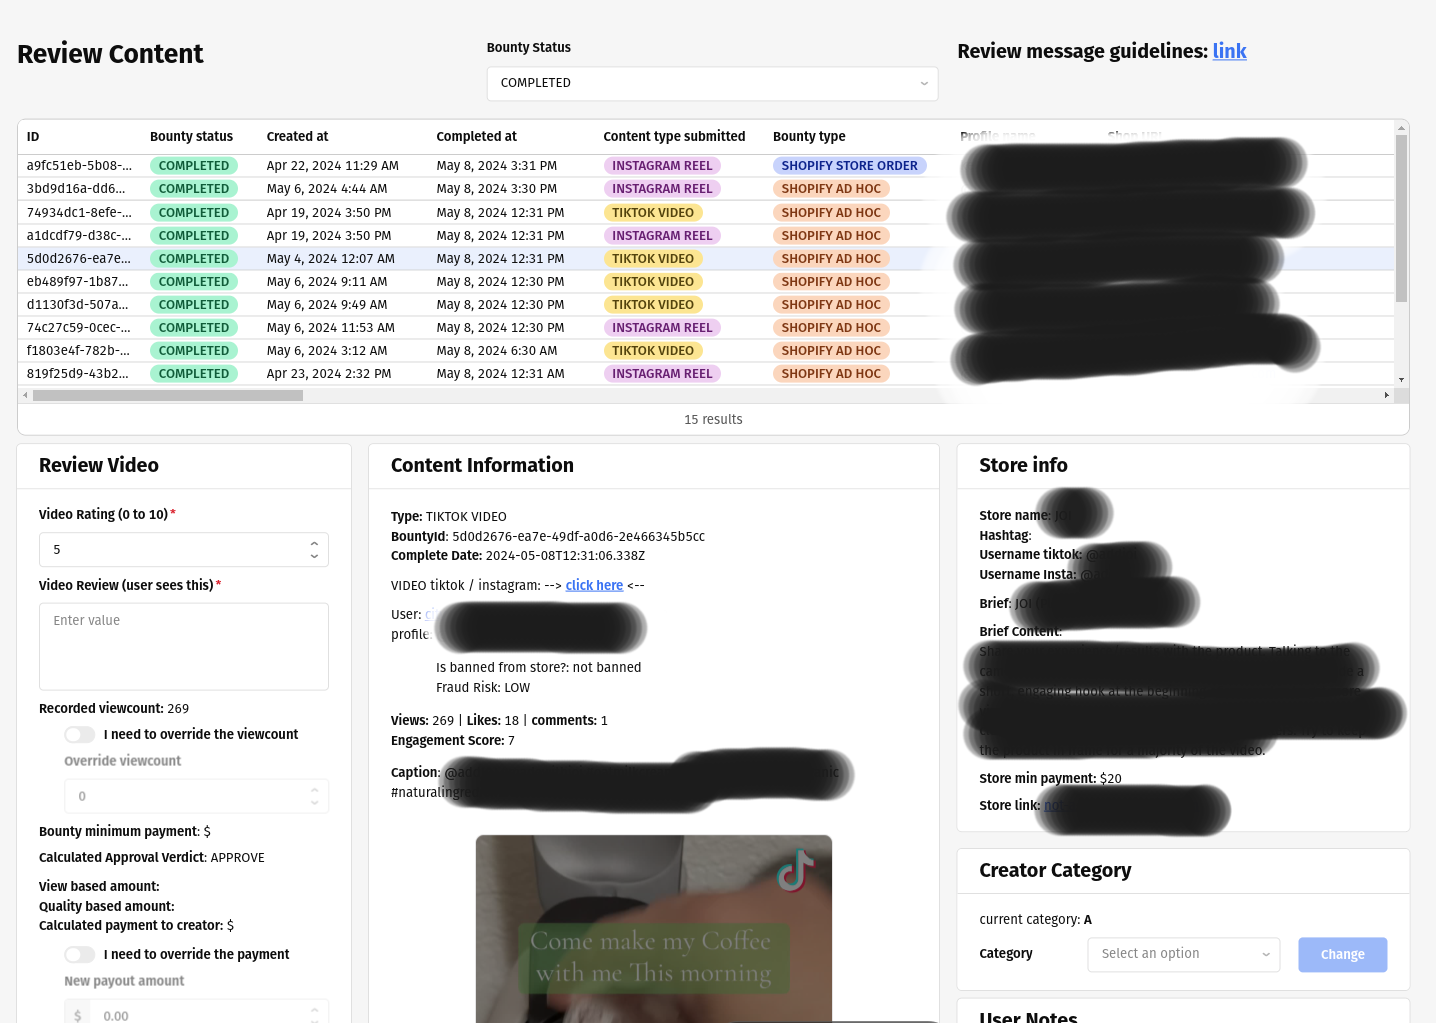 Review Content
Bounty Status
COMPLETED
Review message guidelines: link
ID Bounty status Created at Completed at Content type submitted Bounty type Profile name Shop URL
a9fc51eb-5b08-... COMPLETED Apr 22, 2024 11:29 AM May 8, 2024 3:31 PM INSTAGRAM REEL SHOPIFY STORE ORDER
3bd9d16a-dd6... COMPLETED May 6, 2024 4:44 AM May 8, 2024 3:30 PM INSTAGRAM REEL SHOPIFY AD HOC
74934dc1-8efe-... COMPLETED Apr 19, 2024 3:50 PM May 8, 2024 12:31 PM TIKTOK VIDEO SHOPIFY AD HOC
a1dcdf79-d38c-... COMPLETED Apr 19, 2024 3:50 PM May 8, 2024 12:31 PM INSTAGRAM REEL SHOPIFY AD HOC
5d0d2676-ea7e... COMPLETED May 4, 2024 12:07 AM May 8, 2024 12:31 PM TIKTOK VIDEO SHOPIFY AD HOC
eb489f97-1b87... COMPLETED May 6, 2024 9:11 AM May 8, 2024 12:30 PM TIKTOK VIDEO SHOPIFY AD HOC
d1130f3d-507a... COMPLETED May 6, 2024 9:49 AM May 8, 2024 12:30 PM TIKTOK VIDEO SHOPIFY AD HOC
74c27c59-0cec-... COMPLETED May 6, 2024 11:53 AM May 8, 2024 12:30 PM INSTAGRAM REEL SHOPIFY AD HOC
f1803e4f-782b-... COMPLETED May 6, 2024 3:12 AM May 8, 2024 6:30 AM TIKTOK VIDEO SHOPIFY AD HOC
819f25d9-43b2... COMPLETED Apr 23, 2024 2:32 PM May 8, 2024 12:31 AM INSTAGRAM REEL SHOPIFY AD HOC
15 results
Review Video
Video Rating (0 to 10) *
5
Video Review (user sees this) *
Enter value
Recorded viewcount: 269
I need to override the viewcount
Override viewcount
0
Bounty minimum payment: $
Calculated Approval Verdict: APPROVE
View based amount:
Quality based amount:
Calculated payment to creator: $
I need to override the payment
New payout amount
$ 0.00
Content Information
Type: TIKTOK VIDEO
BountyId: 5d0d2676-ea7e-49df-a0d6-2e466345b5cc
Complete Date: 2024-05-08T12:31:06.338Z
VIDEO tiktok / instagram: --> click here <--
User:
profile:
Is banned from store?: not banned
Fraud Risk: LOW
Views: 269 | Likes: 18 | comments: 1
Engagement Score: 7
Caption:
Come make my Coffee
with me This morning
Store info
Store name:
Hashtag:
Username tiktok: @
Username Insta: @
Brief: JOI
Brief Content:
with the product. Talking to the
a
engaging hook at the
the video.
Store min payment: $20
Store link:
Creator Category
current category: A
Category Select an option Change
User Notes